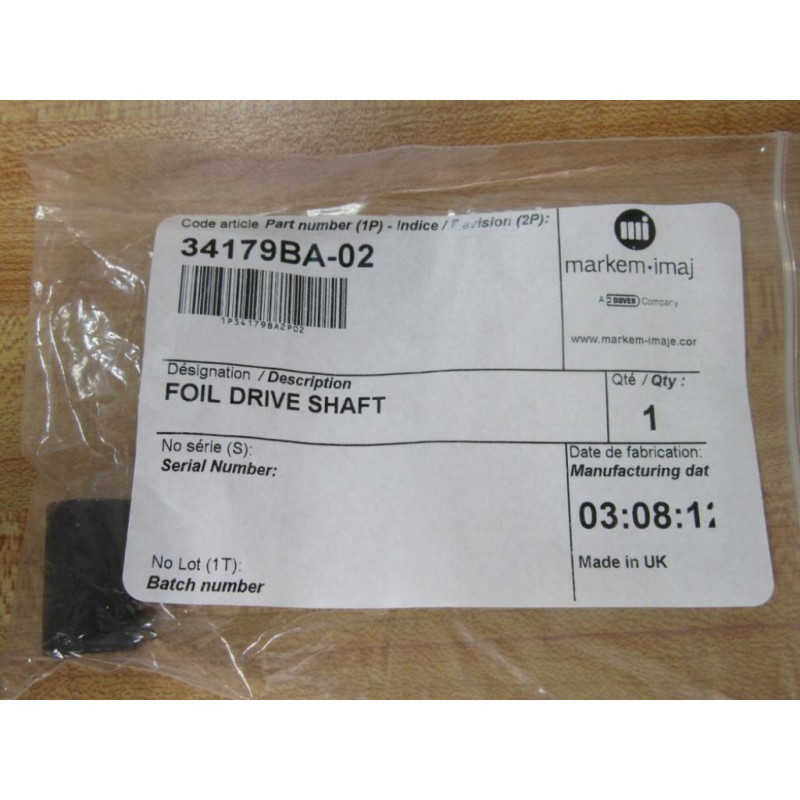 Code article Part number (1P) - Indice / Revision (2P):
34179BA-02
1P34179BA2P02
mi
markem·imaj
A DOVER Company
www.markem-imaje.cor
Désignation / Description
FOIL DRIVE SHAFT
Qté / Qty :
1
No série (S):
Serial Number:
Date de fabrication:
Manufacturing dat
03:08:12
Made in UK
No Lot (1T):
Batch number